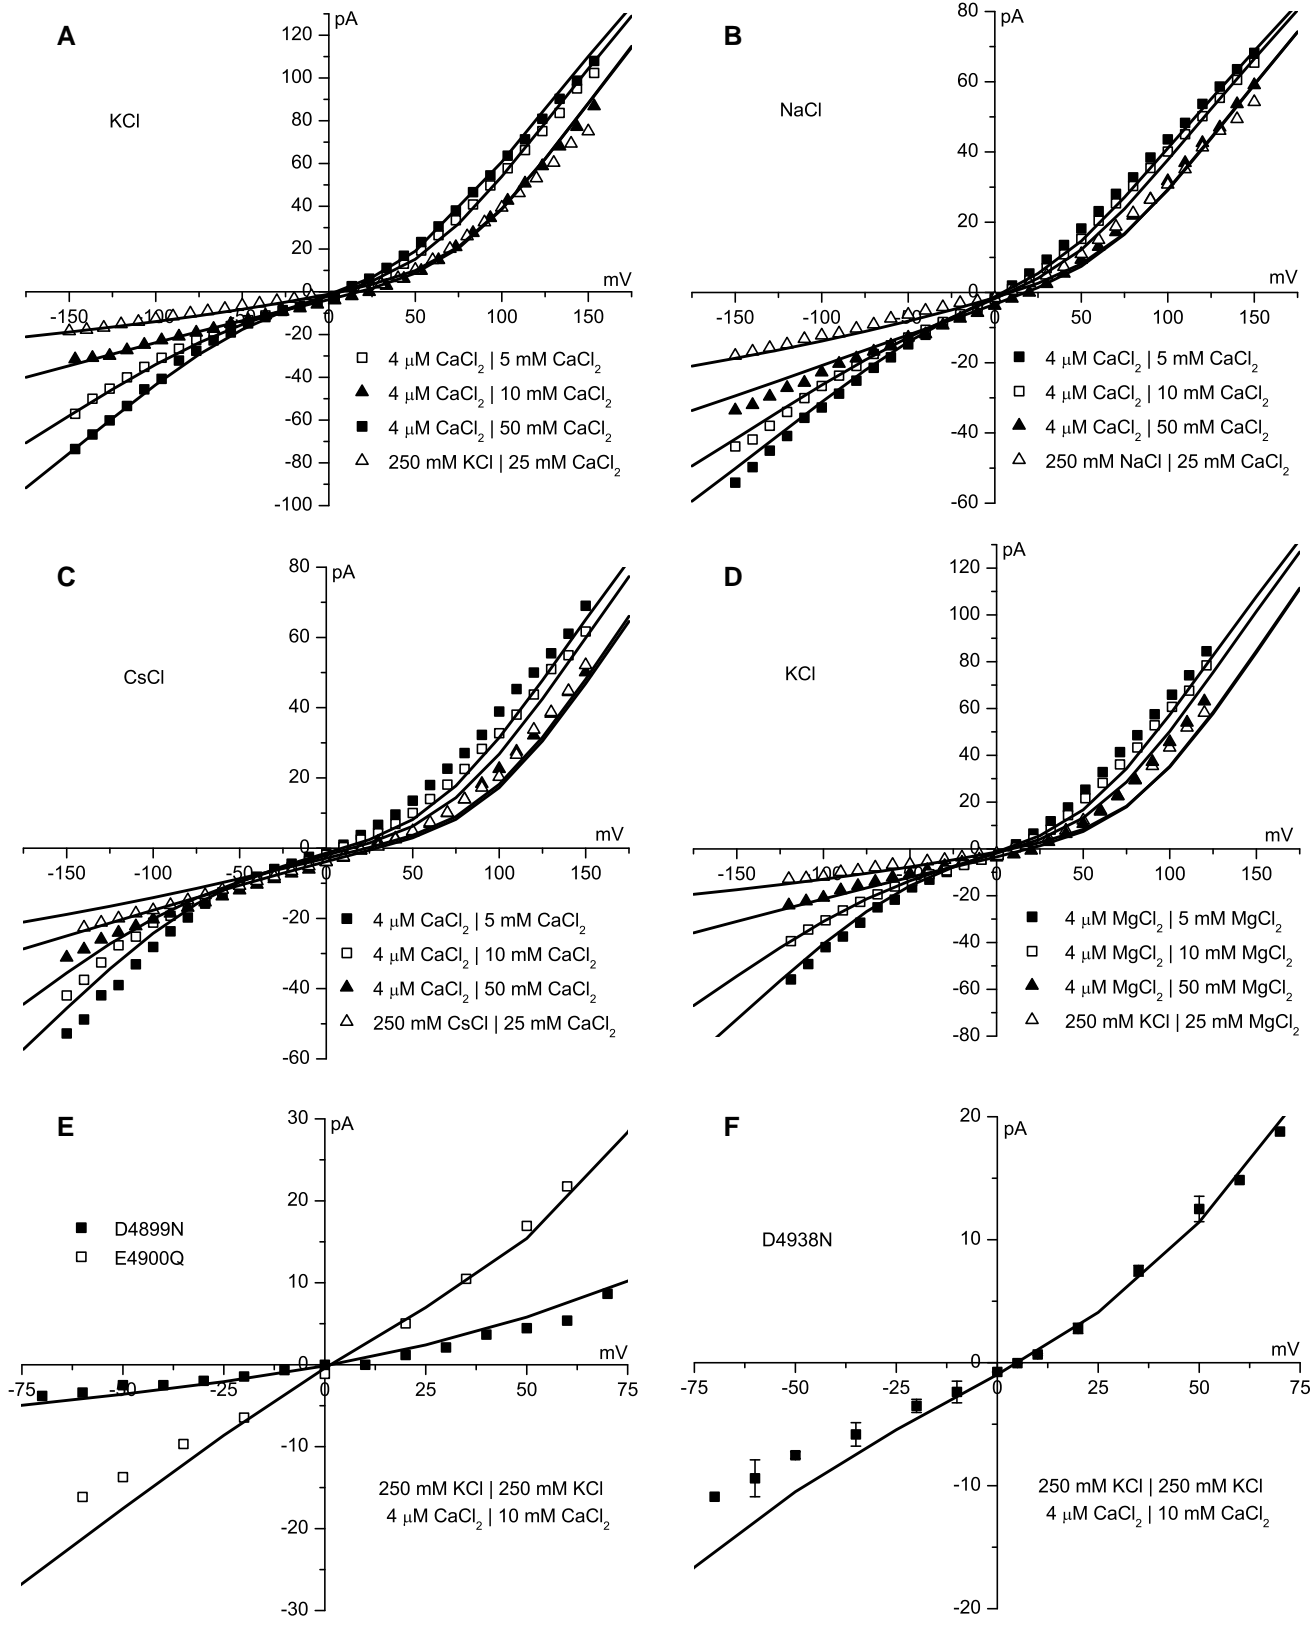 A
pA
120
100
80
60
40
20
0
-20
-40
-60
-80
-100
-150
-100
-50
50
100
150
mV
KCl
4 μM CaCl2 | 5 mM CaCl2
4 μM CaCl2 | 10 mM CaCl2
4 μM CaCl2 | 50 mM CaCl2
250 mM KCl | 25 mM CaCl2
B
pA
80
60
40
20
0
-20
-40
-60
-150
-100
-50
0
50
100
150
mV
NaCl
4 μM CaCl2 | 5 mM CaCl2
4 μM CaCl2 | 10 mM CaCl2
4 μM CaCl2 | 50 mM CaCl2
250 mM NaCl | 25 mM CaCl2
C
pA
80
60
40
20
0
-20
-40
-60
-150
-100
-50
0
50
100
150
mV
CsCl
4 μM CaCl2 | 5 mM CaCl2
4 μM CaCl2 | 10 mM CaCl2
4 μM CaCl2 | 50 mM CaCl2
250 mM CsCl | 25 mM CaCl2
D
pA
120
100
80
60
40
20
0
-20
-40
-60
-80
-150
-100
-50
0
50
100
150
mV
KCl
4 μM MgCl2 | 5 mM MgCl2
4 μM MgCl2 | 10 mM MgCl2
4 μM MgCl2 | 50 mM MgCl2
250 mM KCl | 25 mM MgCl2
E
pA
30
20
10
0
-10
-20
-30
-75
-50
-25
0
25
50
75
mV
D4899N
E4900Q
250 mM KCl | 250 mM KCl
4 μM CaCl2 | 10 mM CaCl2
F
pA
20
10
0
-10
-20
-75
-50
-25
0
25
50
75
mV
D4938N
250 mM KCl | 250 mM KCl
4 μM CaCl2 | 10 mM CaCl2